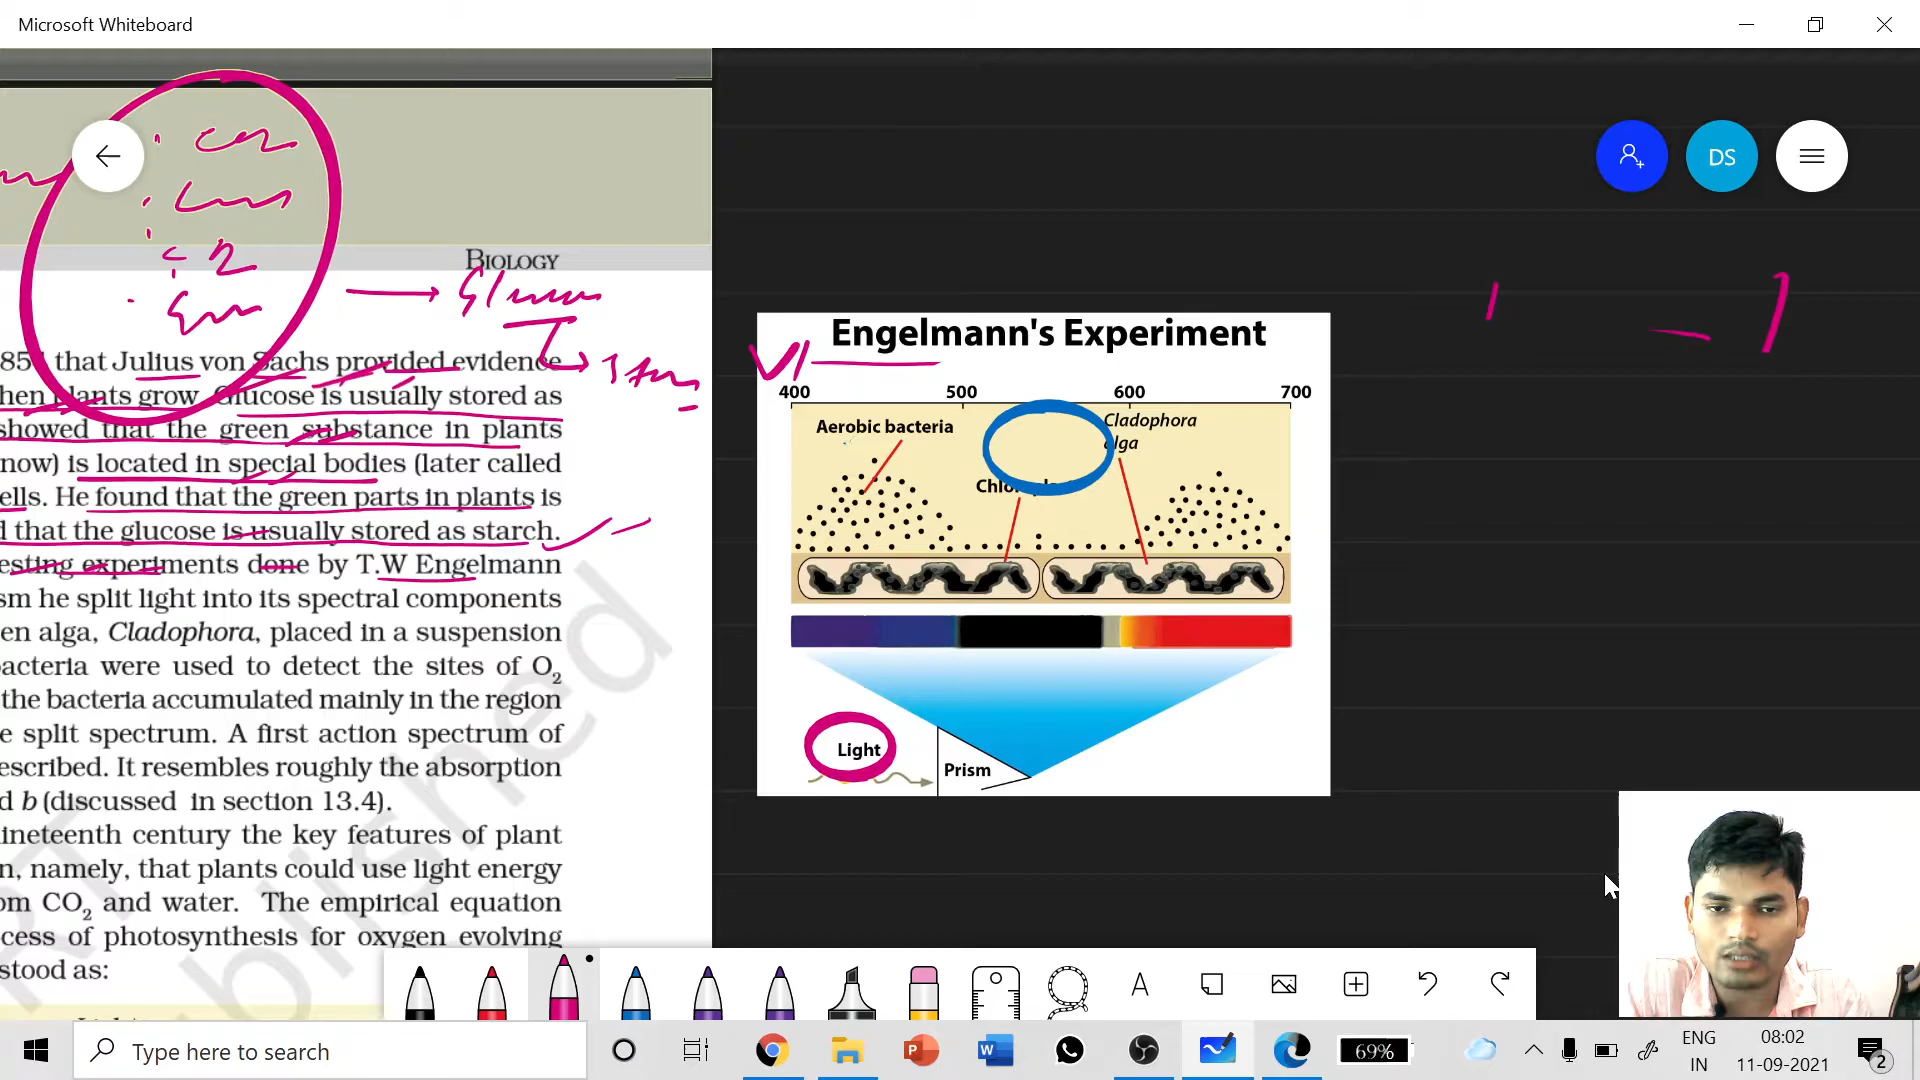 Microsoft Whiteboard
DS
BIOLOGY
that Julius von Sachs provided evidence
hen plants grow. Glucose is usually stored as
showed that the green substance in plants
now) is located in special bodies (later called
ells. He found that the green parts in plants is
d that the glucose is usually stored as starch.
esting experiments done by T.W Engelmann
sm he split light into its spectral components
en alga, Cladophora, placed in a suspension
bacteria were used to detect the sites of O₂
the bacteria accumulated mainly in the region
e split spectrum. A first action spectrum of
escribed. It resembles roughly the absorption
d b (discussed in section 13.4).
nineteenth century the key features of plant
n, namely, that plants could use light energy
om CO₂ and water. The empirical equation
cess of photosynthesis for oxygen evolving
stood as:
Engelmann's Experiment
400 500 600 700
Aerobic bacteria
Cladophora
alga
Light
Prism
Type here to search
69%
ENG
IN
08:02
11-09-2021
2